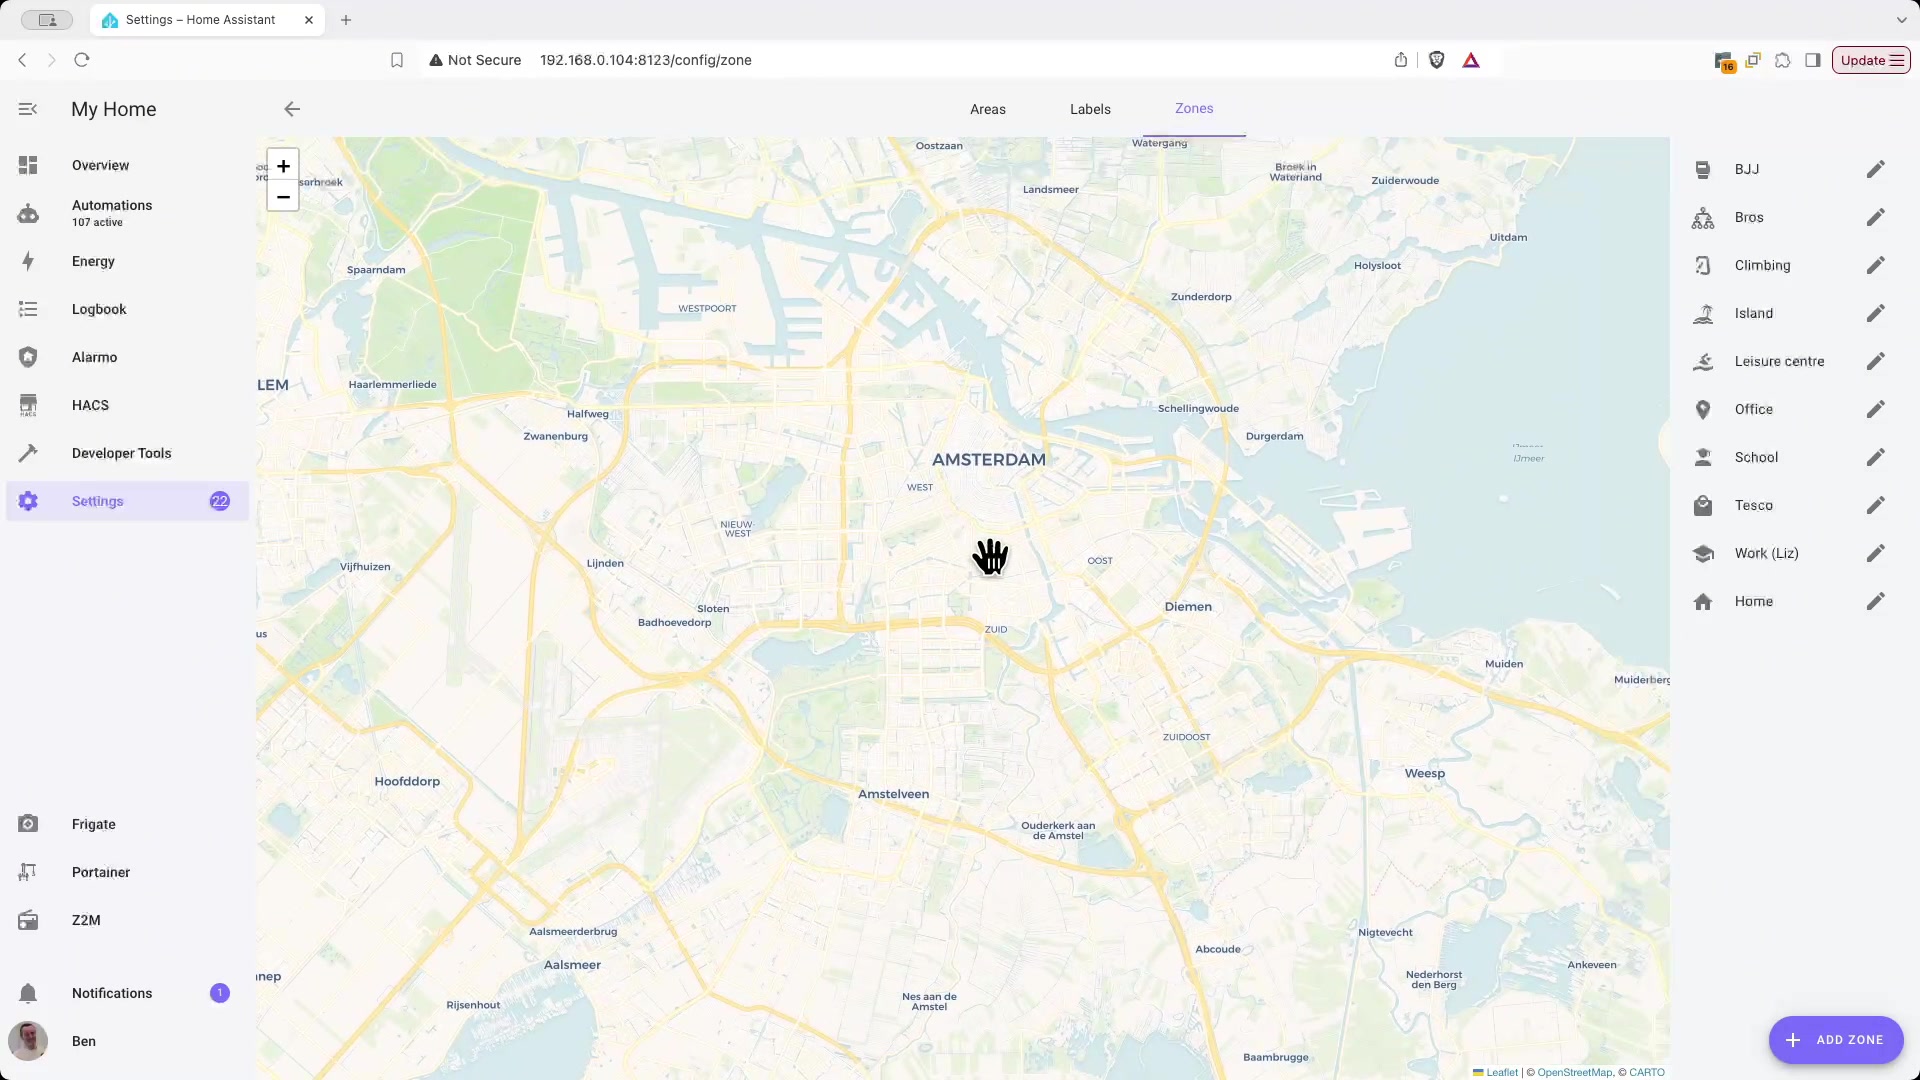 Settings – Home Assistant
Not Secure
192.168.0.104:8123/config/zone
16
Update
My Home
Areas
Labels
Zones
Overview
Automations
107 active
Energy
Logbook
Alarmo
HACS
HACS
Developer Tools
Settings
22
Frigate
Portainer
Z2M
Notifications
1
Ben
+
−
Oostzaan
Watergang
Broek in
Waterland
Zuiderwoude
Landsmeer
Uitdam
Holysloot
Spaarndam
Zunderdorp
WESTPOORT
LEM
Haarlemmerliede
Halfweg
Schellingwoude
Zwanenburg
Durgerdam
AMSTERDAM
IJmeer
IJmeer
WEST
NIEUW-
WEST
Lijnden
OOST
Vijfhuizen
Sloten
Diemen
Badhoevedorp
ZUID
us
Muiden
Muiderberg
ZUIDOOST
Hoofddorp
Weesp
Amstelveen
Ouderkerk aan
de Amstel
Aalsmeerderbrug
Nigtevecht
Abcoude
Aalsmeer
Ankeveen
nnep
Nederhorst
den Berg
Rijsenhout
Nes aan de
Amstel
Baambrugge
Leaflet | © OpenStreetMap, © CARTO
BJJ
Bros
Climbing
Island
Leisure centre
Office
School
Tesco
Work (Liz)
Home
ADD ZONE